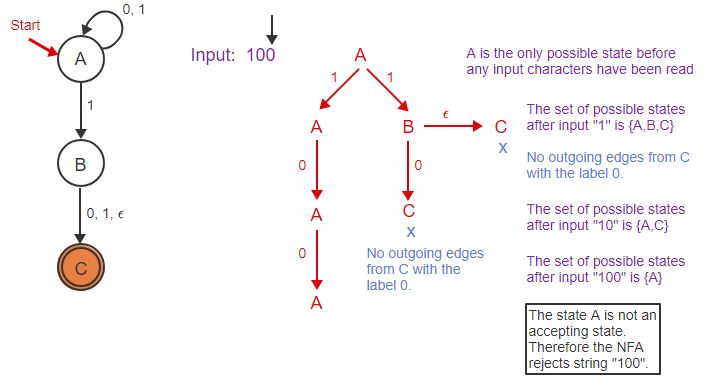 Start
0, 1
A
1
B
0, 1, ε
C
Input: 100
A
1 1
A B ε C
x
0 0
A C
x
0
No outgoing edges
from C with the
label 0.
A
A is the only possible state before
any input characters have been read
The set of possible states
after input "1" is {A,B,C}
No outgoing edges from C
with the label 0.
The set of possible states
after input "10" is {A,C}
The set of possible states
after input "100" is {A}
The state A is not an
accepting state.
Therefore the NFA
rejects string "100".